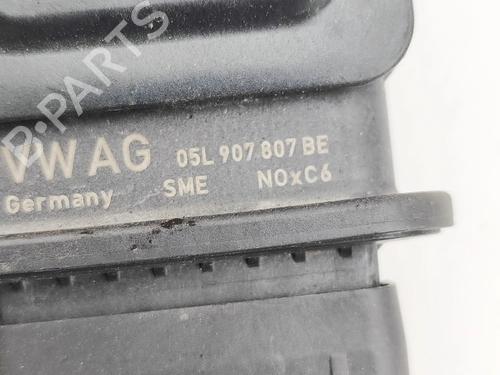 B-PARTS
VW AG 05L 907 807 BE
Germany SME NOxC6